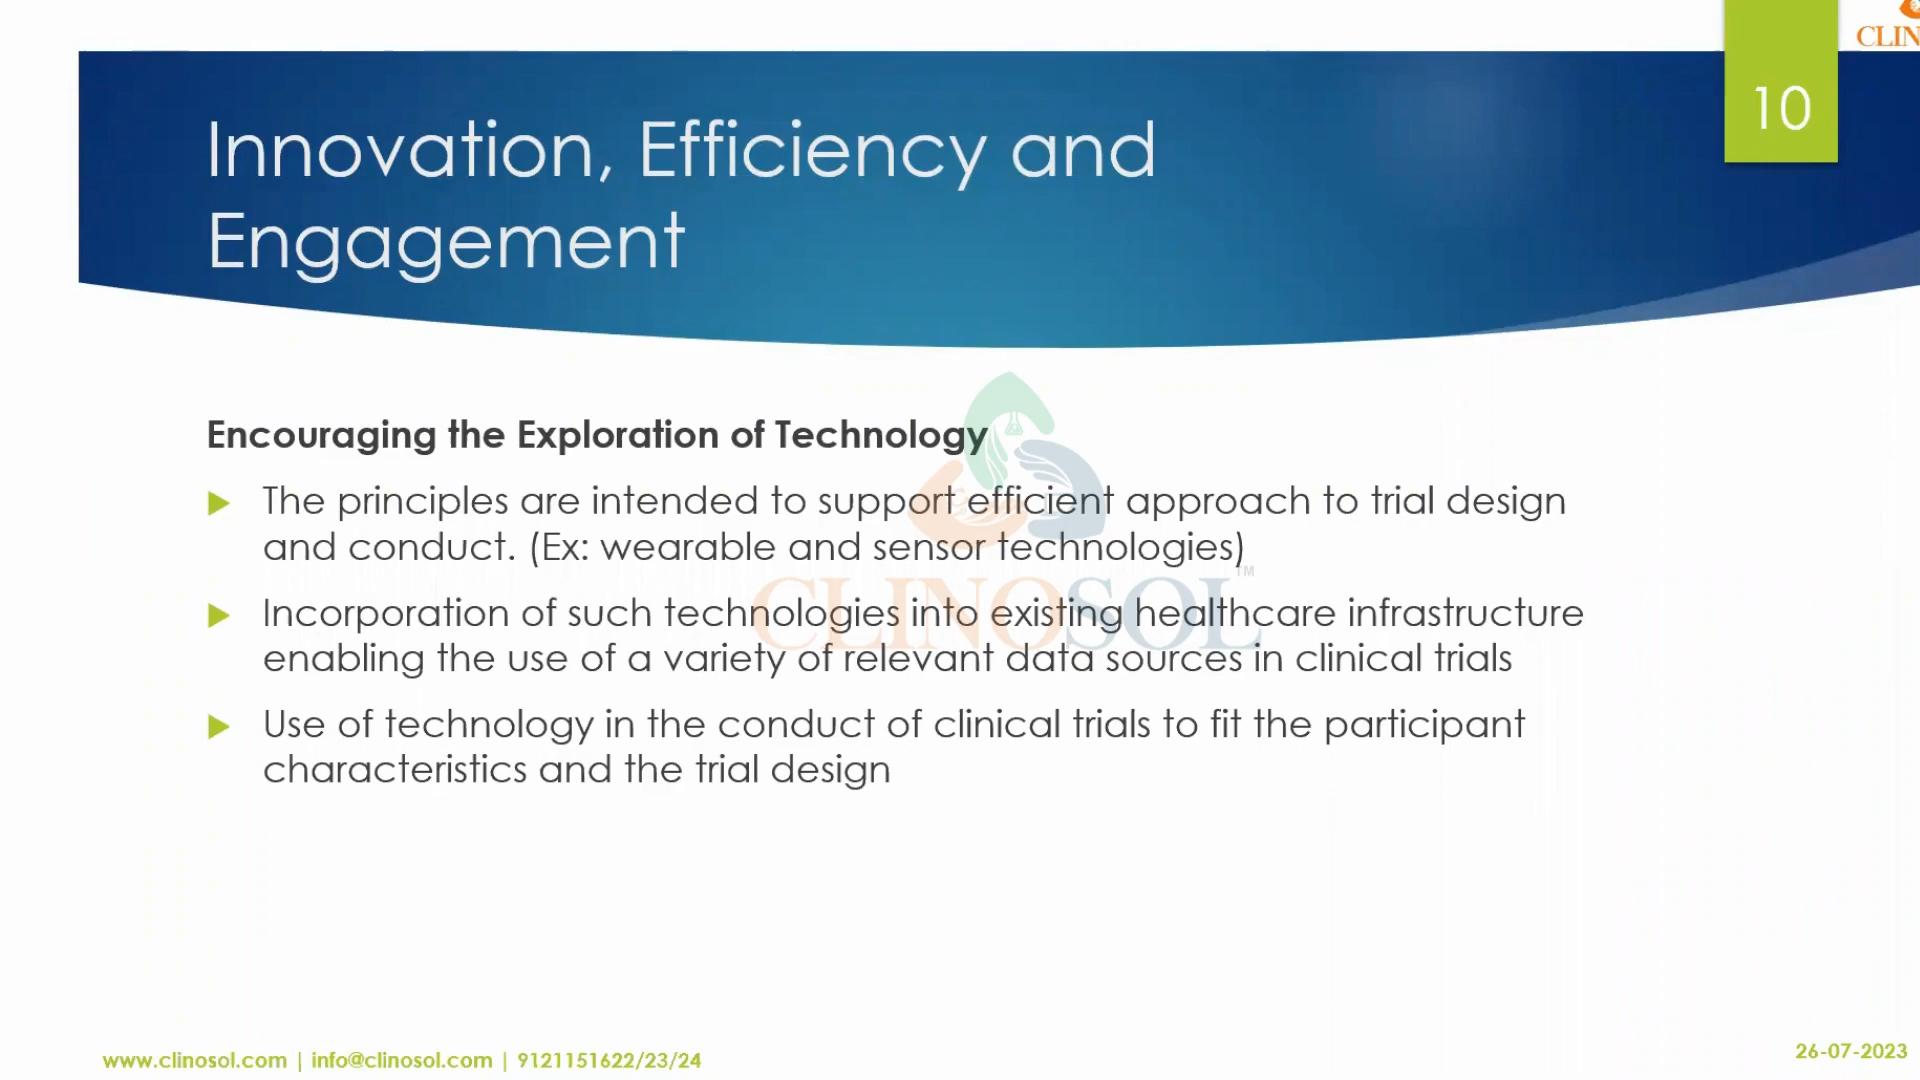 CLIN
10
Innovation, Efficiency and
Engagement
Encouraging the Exploration of Technology
The principles are intended to support efficient approach to trial design
and conduct. (Ex: wearable and sensor technologies)
Incorporation of such technologies into existing healthcare infrastructure
enabling the use of a variety of relevant data sources in clinical trials
Use of technology in the conduct of clinical trials to fit the participant
characteristics and the trial design
CLINOSOL™
www.clinosol.com | info@clinosol.com | 9121151622/23/24
26-07-2023